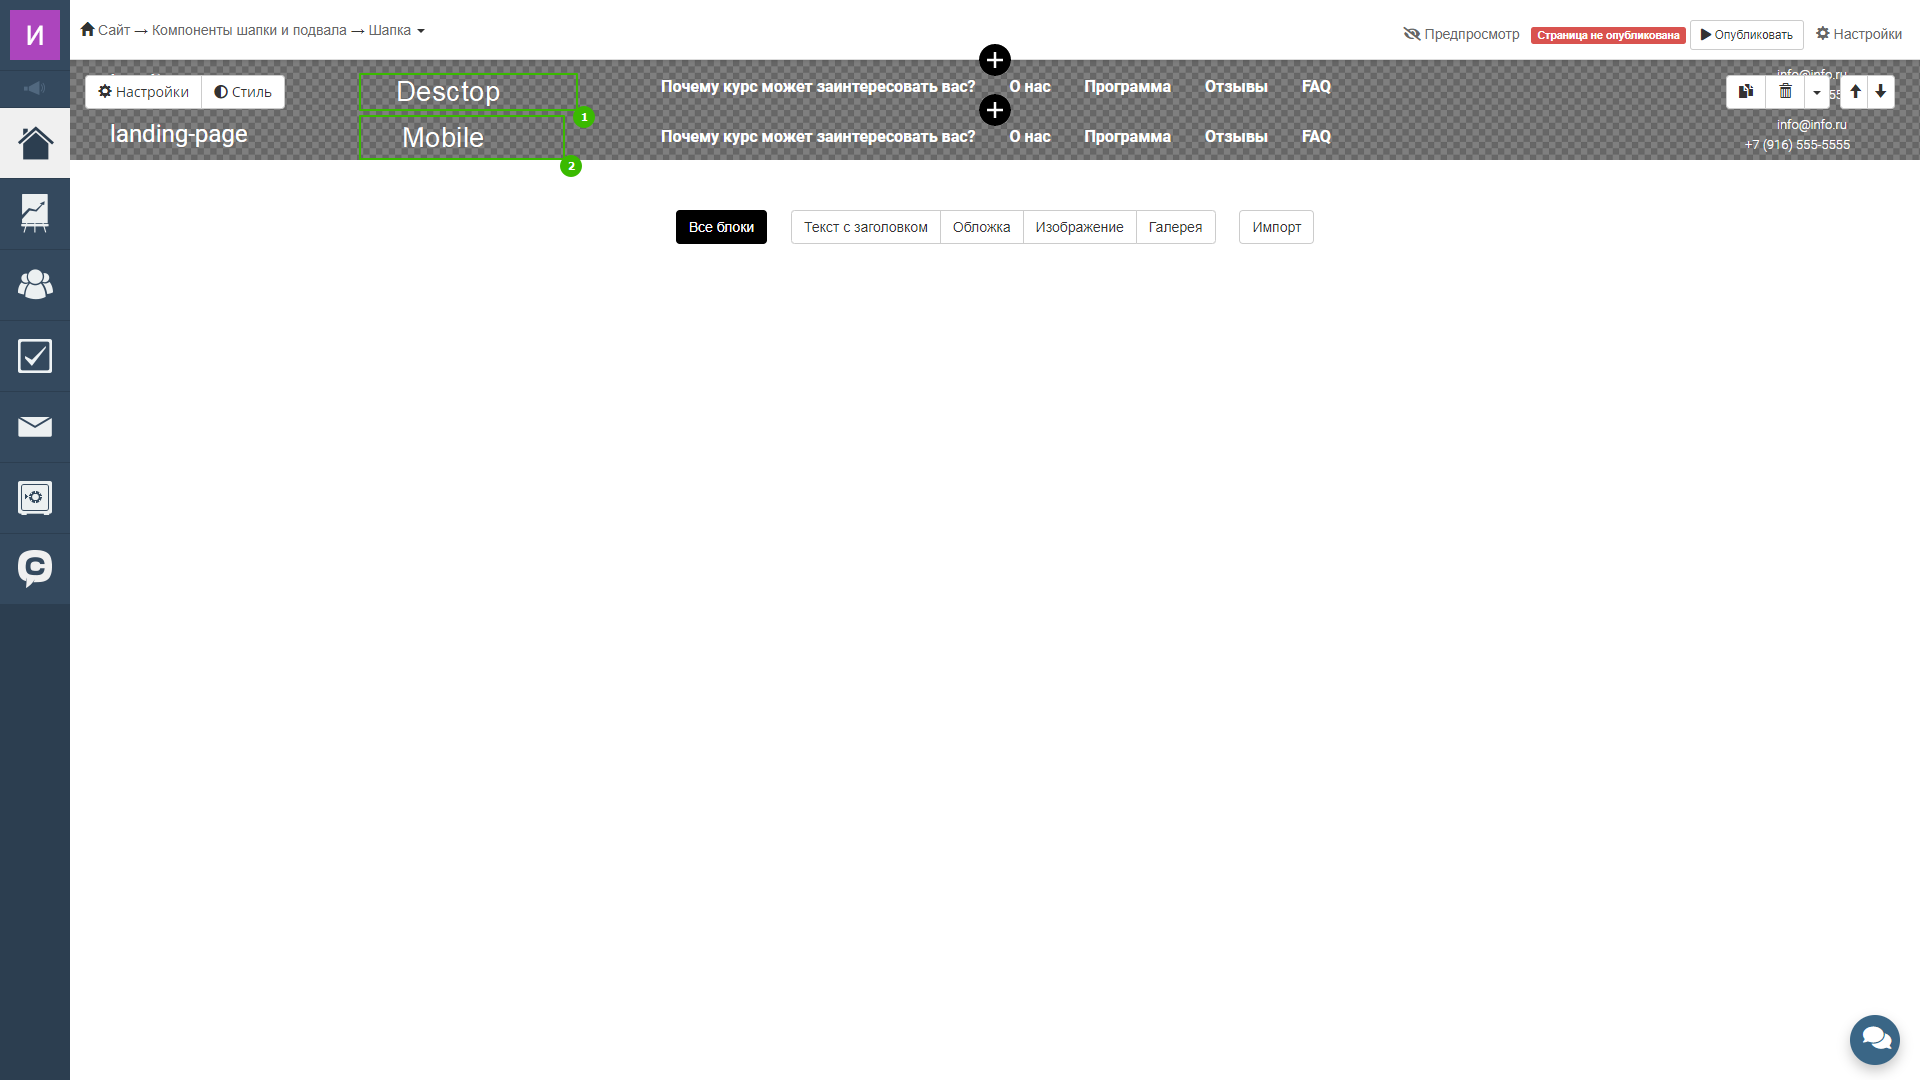 И
Сайт → Компоненты шапки и подвала → Шапка
Предпросмотр
Страница не опубликована
Опубликовать
Настройки
Настройки
Стиль
Desctop
1
Почему курс может заинтересовать вас?
О нас
Программа
Отзывы
FAQ
info@info.ru
landing-page
Mobile
2
Почему курс может заинтересовать вас?
О нас
Программа
Отзывы
FAQ
info@info.ru
+7 (916) 555-5555
Все блоки
Текст с заголовком
Обложка
Изображение
Галерея
Импорт
C